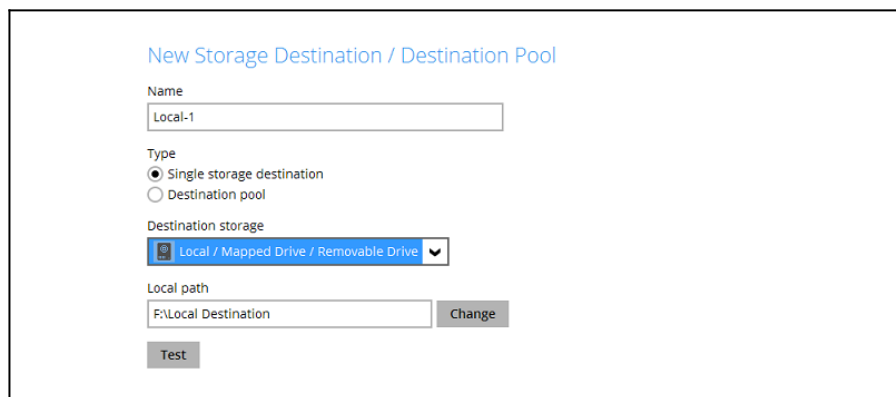 New Storage Destination / Destination Pool
Name
Local-1
Type
Single storage destination
Destination pool
Destination storage
Local / Mapped Drive / Removable Drive
Local path
F:\Local Destination
Change
Test